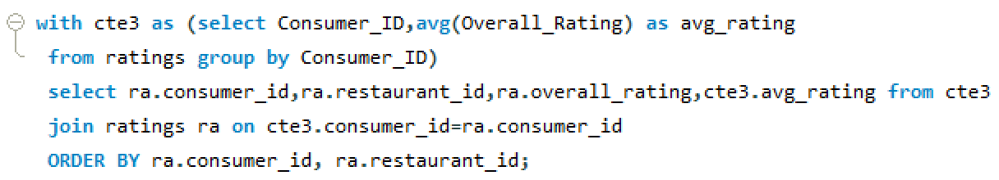 with cte3 as (select Consumer_ID,avg(Overall_Rating) as avg_rating
from ratings group by Consumer_ID)
select ra.consumer_id,ra.restaurant_id,ra.overall_rating,cte3.avg_rating from cte3
join ratings ra on cte3.consumer_id=ra.consumer_id
ORDER BY ra.consumer_id, ra.restaurant_id;